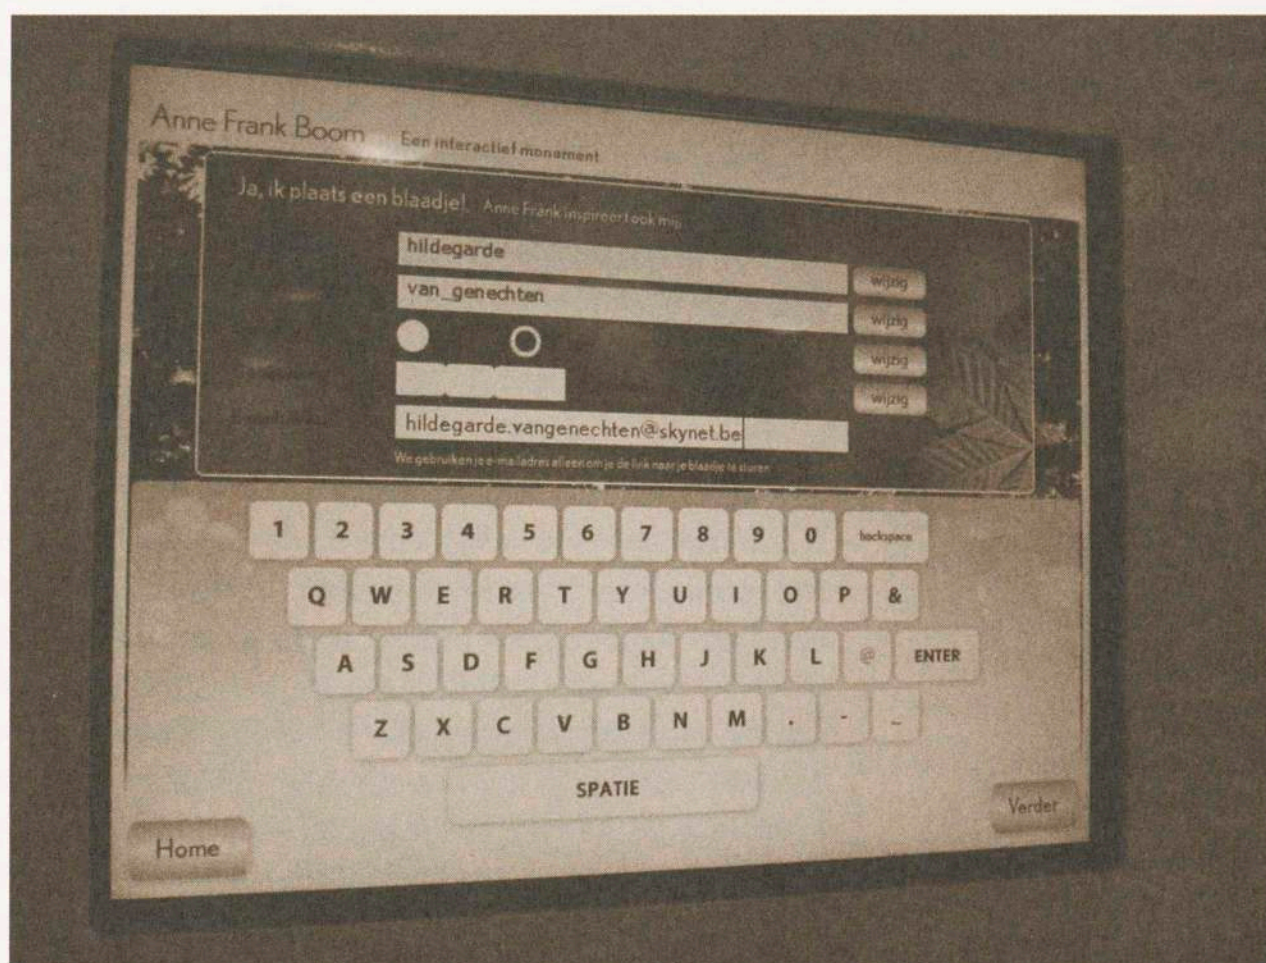 Anne Frank Boom Een interactief monument
Ja, ik plaats een blaadje! Anne Frank inspireert ook mij.
hildegarde wijzig
van_genechten wijzig
wijzig
wijzig
hildegarde.vangenechten@skynet.be
We gebruiken je e-mailadres alleen om je de link naar je blaadje te sturen
1 2 3 4 5 6 7 8 9 0 backspace
Q W E R T Y U I O P &
A S D F G H J K L @ ENTER
Z X C V B N M . - _
SPATIE
Home Verder